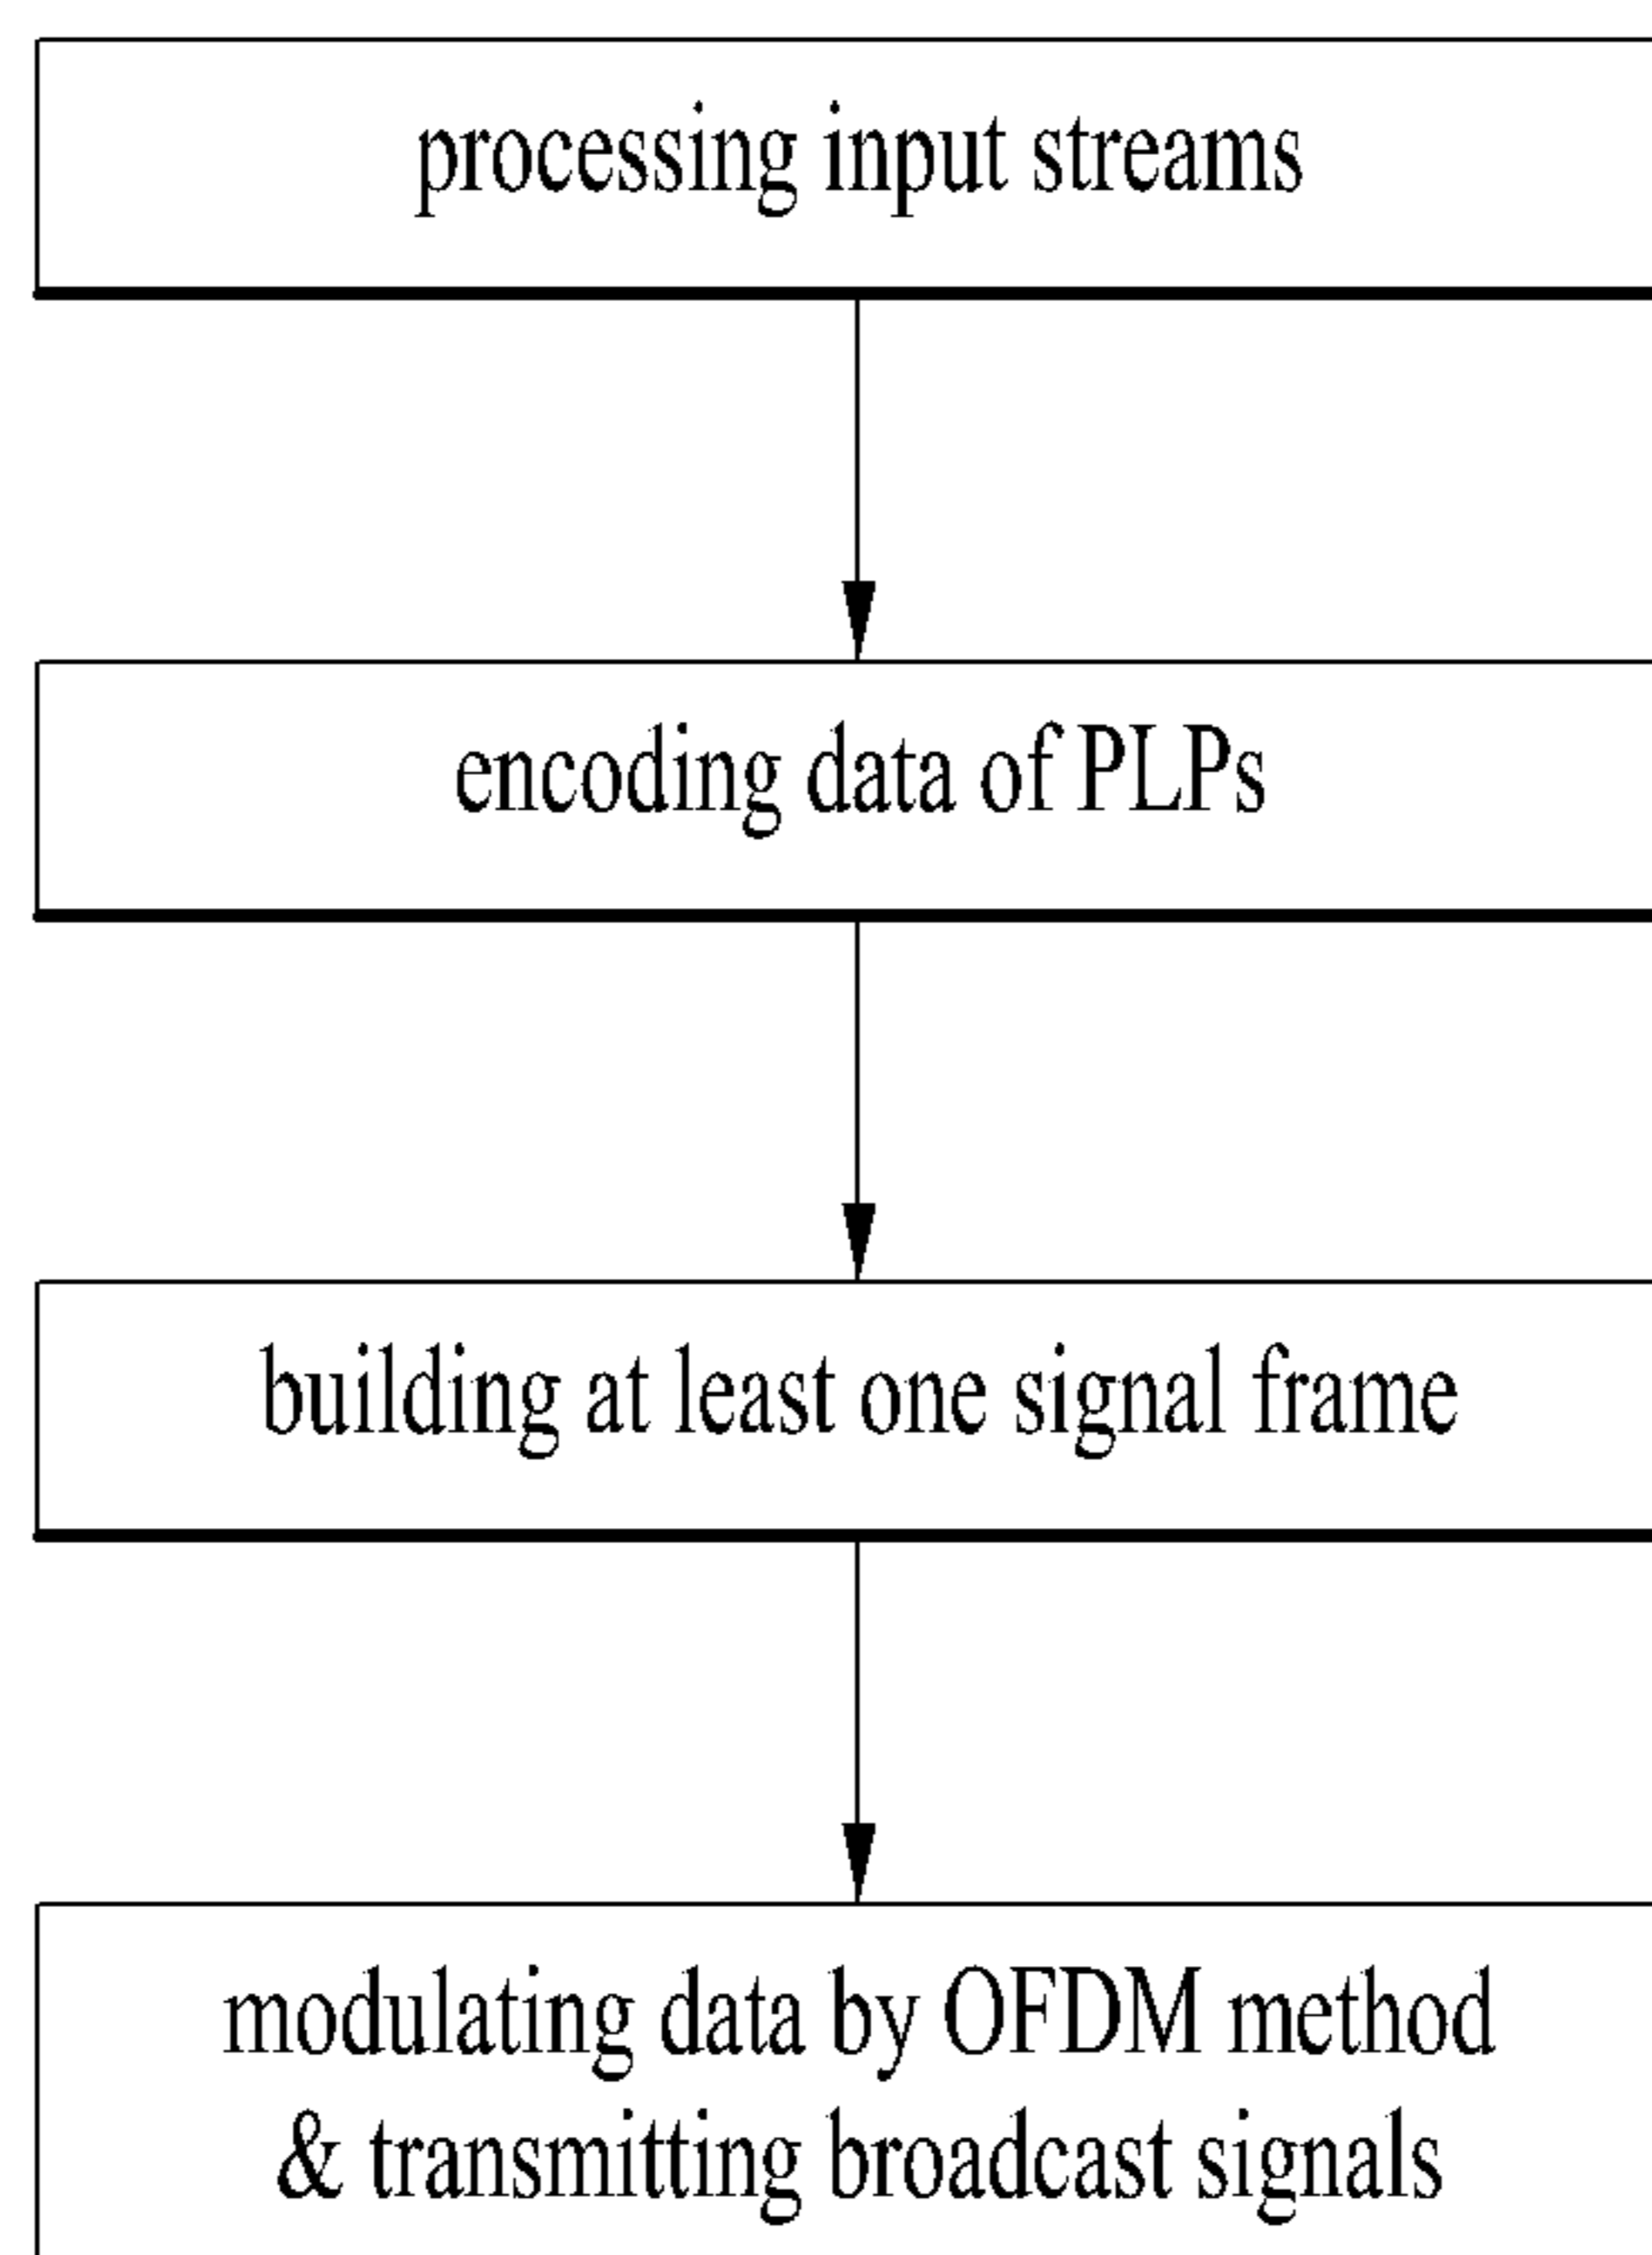 processing input streams
encoding data of PLPs
building at least one signal frame
modulating data by OFDM method
& transmitting broadcast signals